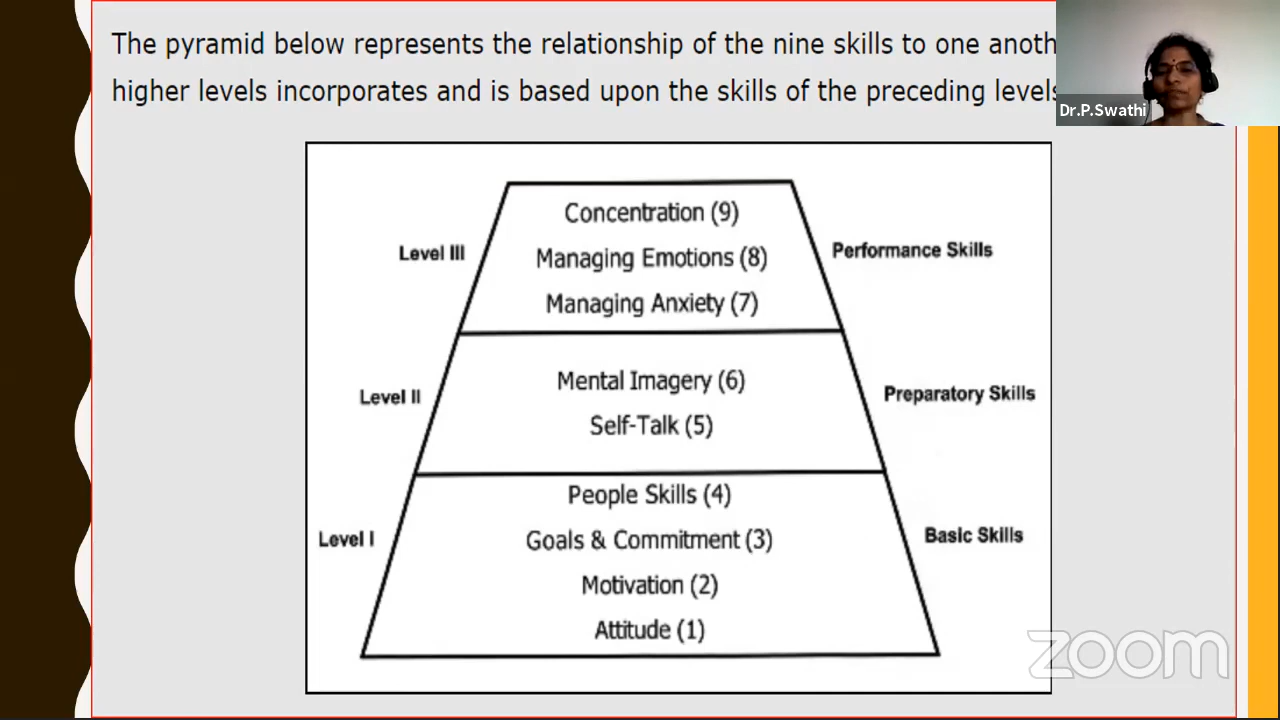 The pyramid below represents the relationship of the nine skills to one anoth
higher levels incorporates and is based upon the skills of the preceding levels
Dr.P.Swathi
Concentration (9)
Level III
Managing Emotions (8)
Performance Skills
Managing Anxiety (7)
Mental Imagery (6)
Level II
Preparatory Skills
Self-Talk (5)
People Skills (4)
Level I
Goals & Commitment (3)
Basic Skills
Motivation (2)
Attitude (1)
zoom